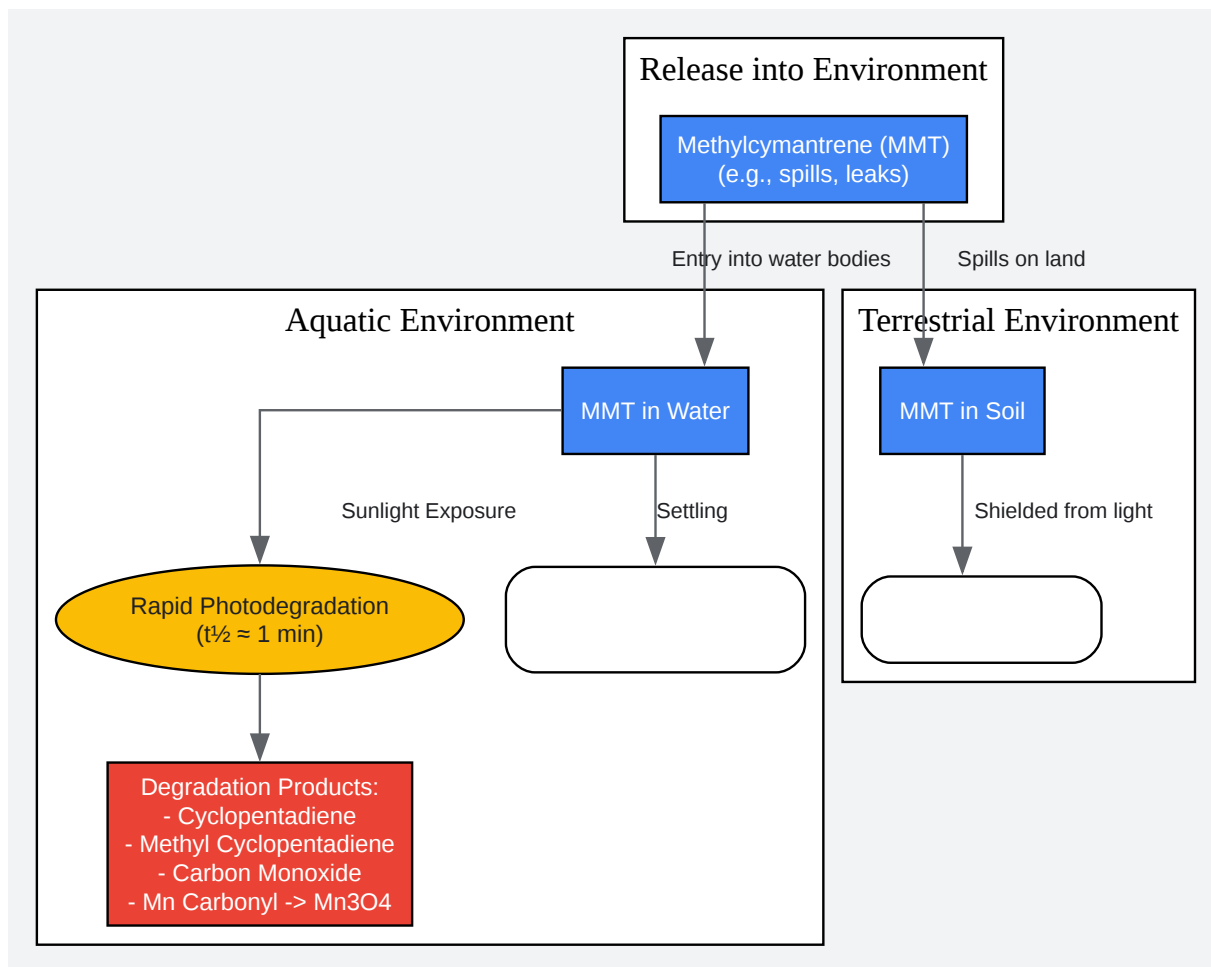 Release into Environment
Methylcymantrene (MMT)
(e.g., spills, leaks)
Entry into water bodies
Spills on land
Aquatic Environment
Terrestrial Environment
MMT in Water
MMT in Soil
Sunlight Exposure
Settling
Shielded from light
Rapid Photodegradation
(t½ ≈ 1 min)
Degradation Products:
- Cyclopentadiene
- Methyl Cyclopentadiene
- Carbon Monoxide
- Mn Carbonyl -> Mn3O4